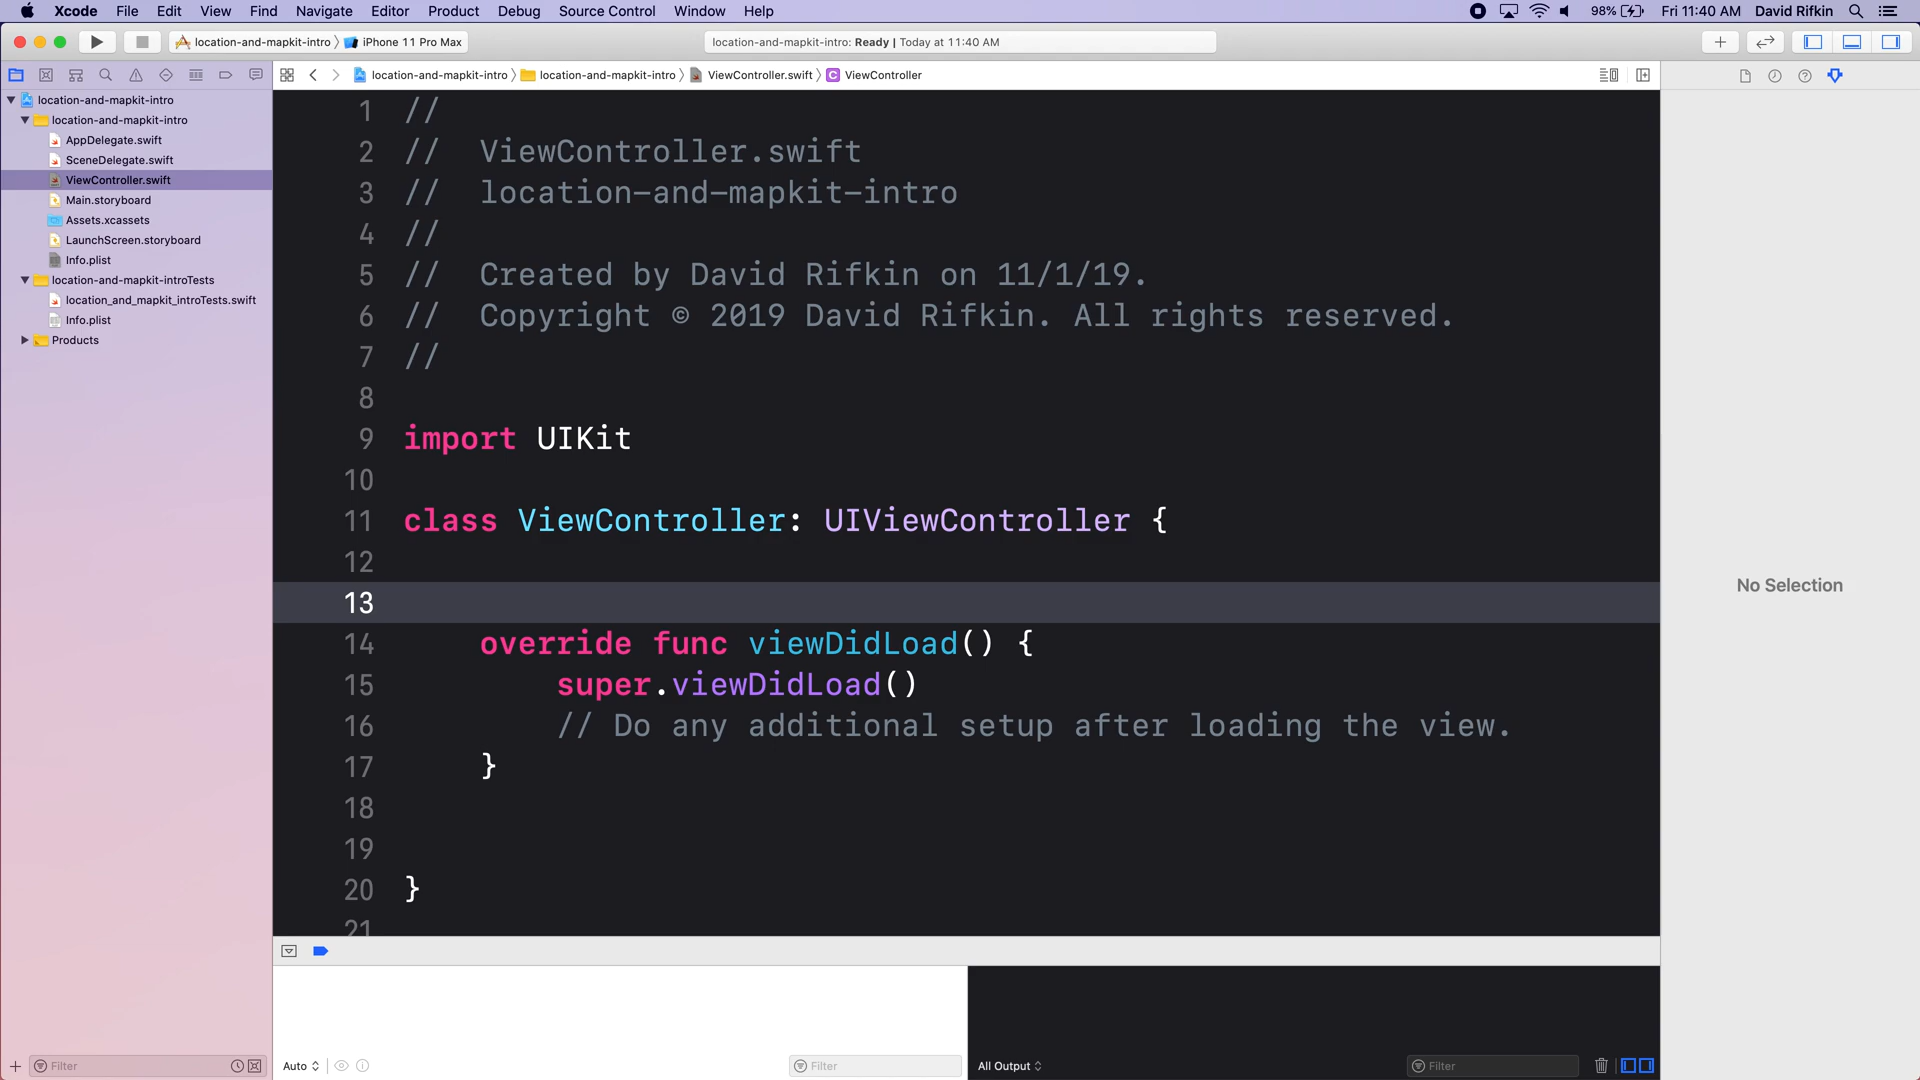 Xcode File Edit View Find Navigate Editor Product Debug Source Control Window Help 98% Fri 11:40 AM David Rifkin
location-and-mapkit-intro iPhone 11 Pro Max location-and-mapkit-intro: Ready | Today at 11:40 AM
location-and-mapkit-intro location-and-mapkit-intro ViewController.swift C ViewController
location-and-mapkit-intro
location-and-mapkit-intro
AppDelegate.swift
SceneDelegate.swift
ViewController.swift
Main.storyboard
Assets.xcassets
LaunchScreen.storyboard
Info.plist
location-and-mapkit-introTests
location_and_mapkit_introTests.swift
Info.plist
Products
1 //
2 // ViewController.swift
3 // location-and-mapkit-intro
4 //
5 // Created by David Rifkin on 11/1/19.
6 // Copyright © 2019 David Rifkin. All rights reserved.
7 //
8
9 import UIKit
10
11 class ViewController: UIViewController {
12
13
14 override func viewDidLoad() {
15 super.viewDidLoad()
16 // Do any additional setup after loading the view.
17 }
18
19
20 }
21
No Selection
Filter Auto Filter All Output Filter